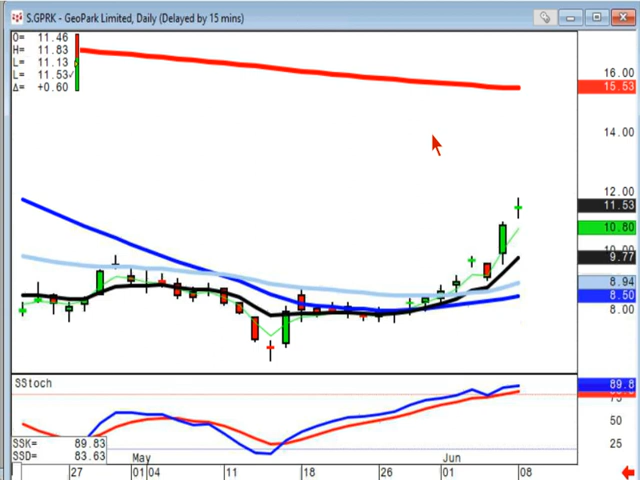 S.GPRK - GeoPark Limited, Daily (Delayed by 15 mins)
O= 11.46
H= 11.83
L= 11.13
L= 11.53✓
Δ= +0.60
16.00
15.53
14.00
12.00
11.53
10.80
9.77
8.94
8.50
8.00
SStoch
89.8
75
50
25
SSK= 89.83
SSD= 83.63
May
Jun
27
01
04
11
18
26
01
08